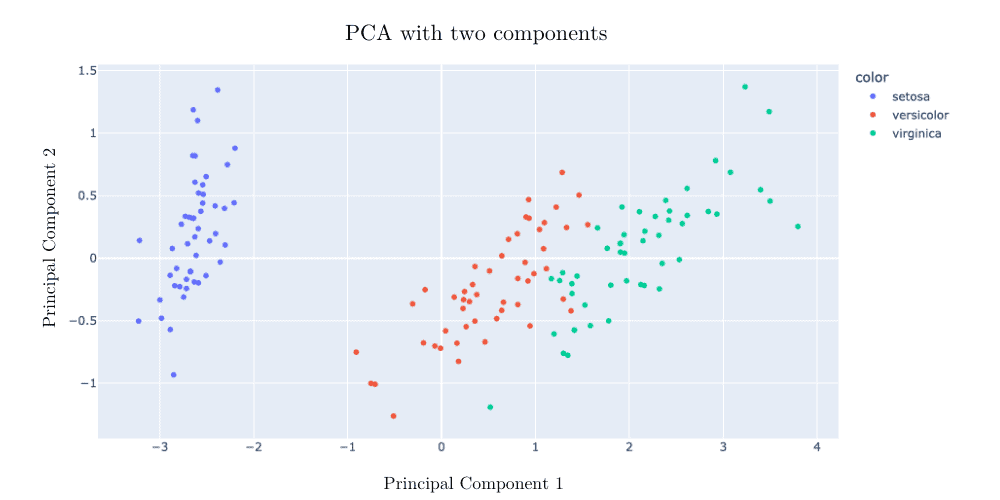 PCA with two components
color
setosa
versicolor
virginica
Principal Component 2
1.5
1
0.5
0
−0.5
−1
−3
−2
−1
0
1
2
3
4
Principal Component 1